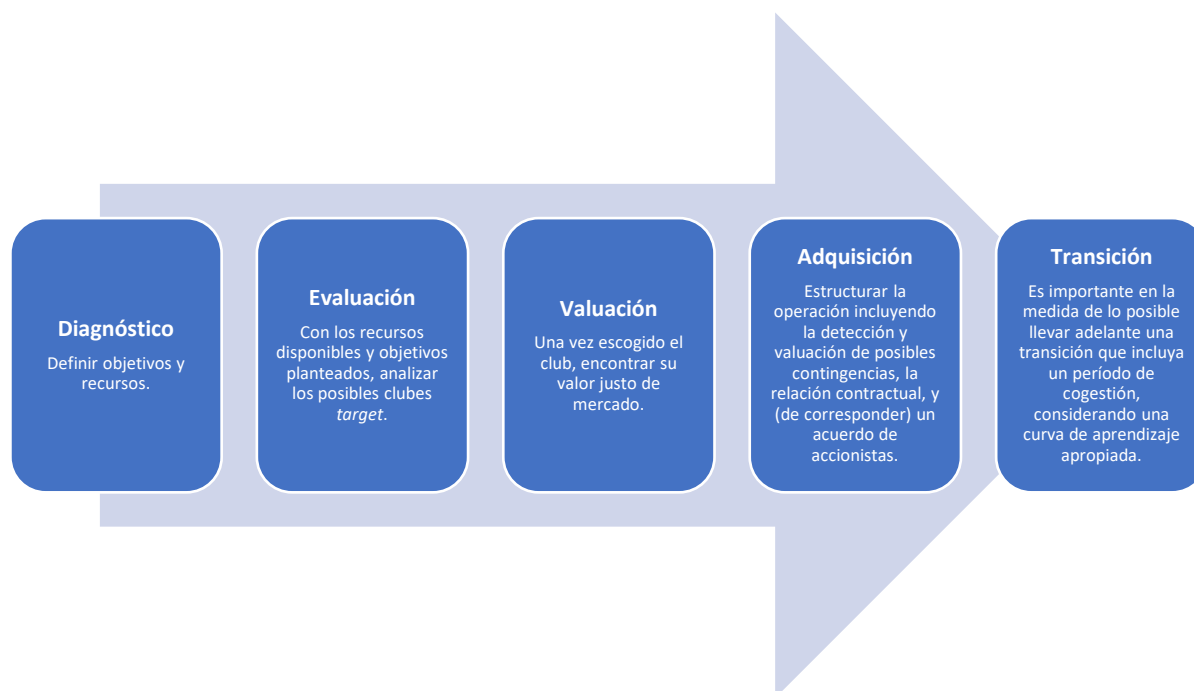 Diagnóstico
Definir objetivos y
recursos.
Evaluación
Con los recursos
disponibles y objetivos
planteados, analizar
los posibles clubes
target.
Valuación
Una vez escogido el
club, encontrar su
valor justo de
mercado.
Adquisición
Estructurar la
operación incluyendo
la detección y
valuación de posibles
contingencias, la
relación contractual, y
(de corresponder) un
acuerdo de
accionistas.
Transición
Es importante en la
medida de lo posible
llevar adelante una
transición que incluya
un período de
cogestión,
considerando una
curva de aprendizaje
apropiada.